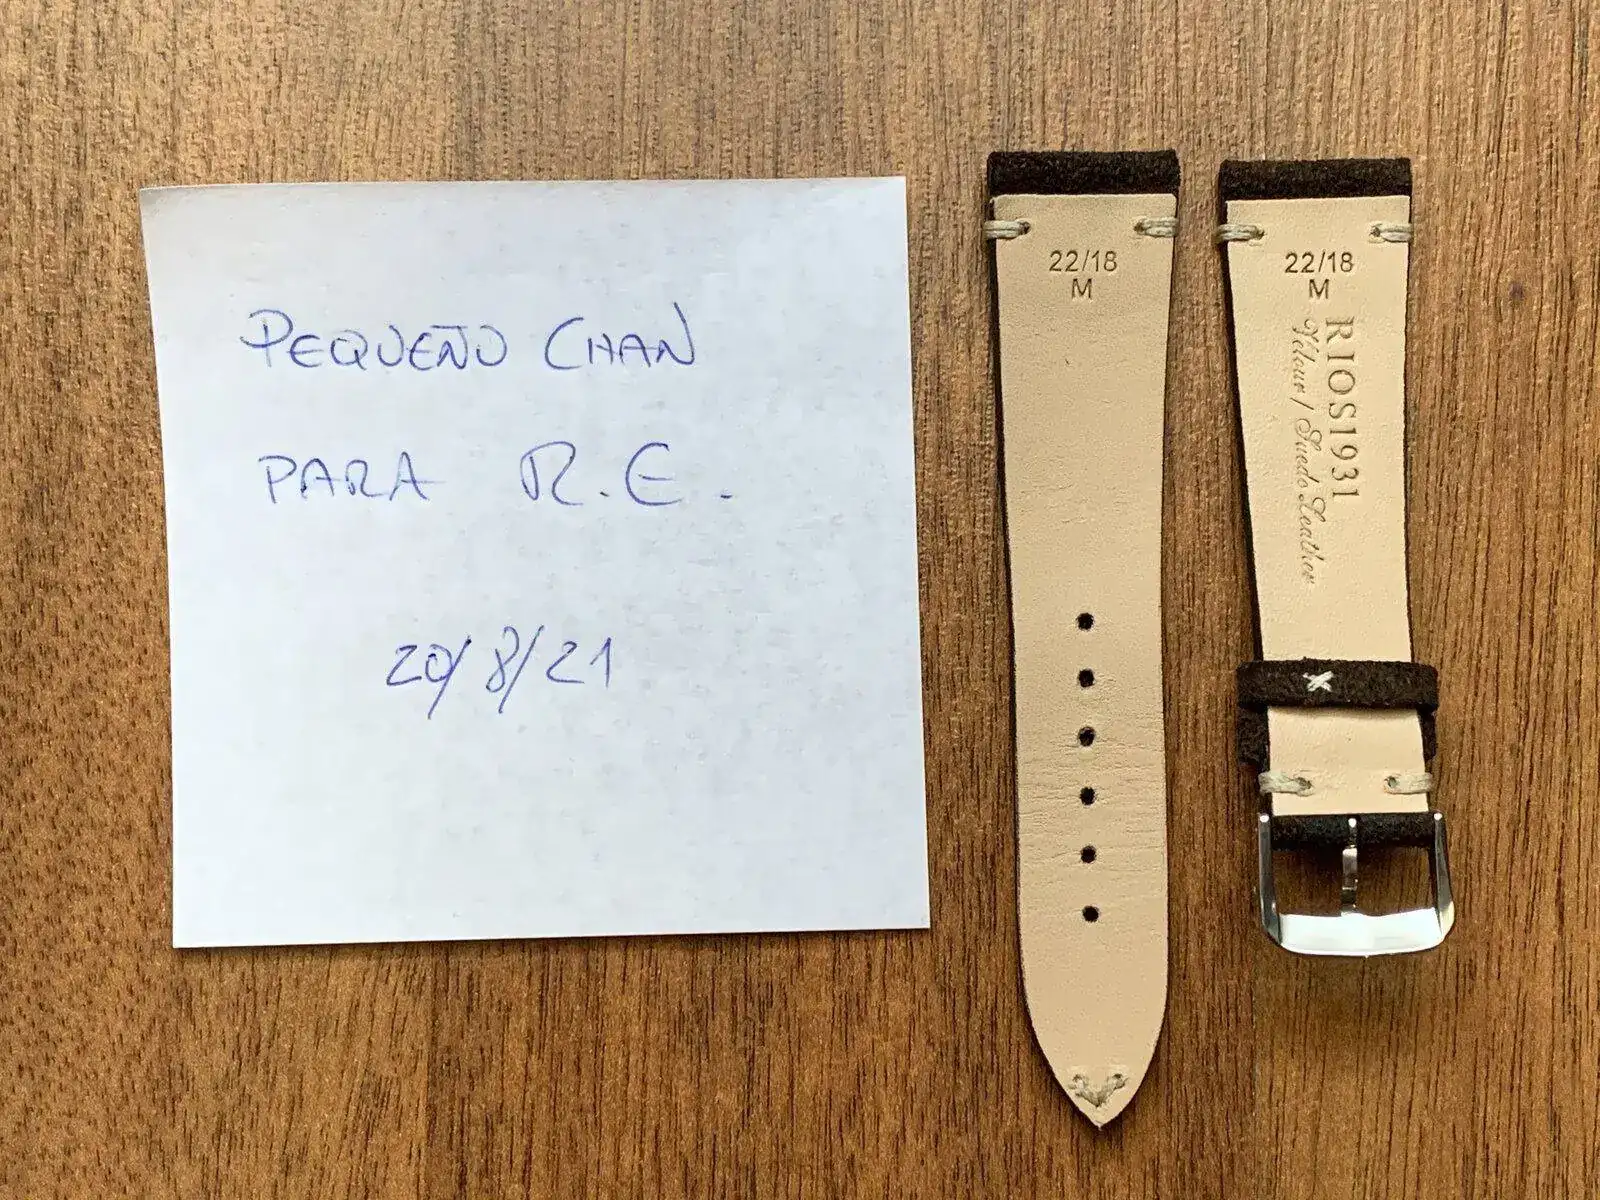 PEQUEÑO CHAN
PARA R.E.
20/8/21
22/18
M
22/18
M
RIOS1931
Velour / Suede Leather